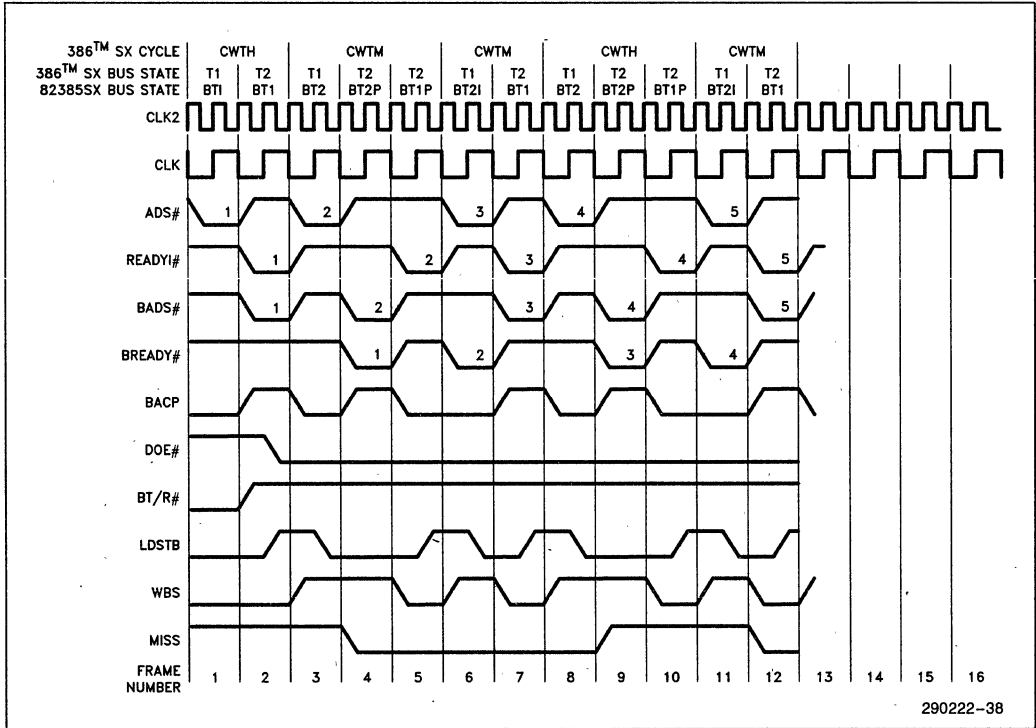 386TM SX CYCLE CWTH CWTM CWTM CWTH CWTM
386TM SX BUS STATE T1 T2 T1 T2 T2 T1 T2 T1 T2 T2 T1 T2
82385SX BUS STATE BTI BT1 BT2 BT2P BT1P BT2I BT1 BT2 BT2P BT1P BT2I BT1
CLK2
CLK
ADS# 1 2 3 4 5
READYI# 1 2 3 4 5
BADS# 1 2 3 4 5
BREADY# 1 2 3 4
BACP
DOE#
BT/R#
LDSTB
WBS
MISS
FRAME
NUMBER 1 2 3 4 5 6 7 8 9 10 11 12 13 14 15 16
290222-38